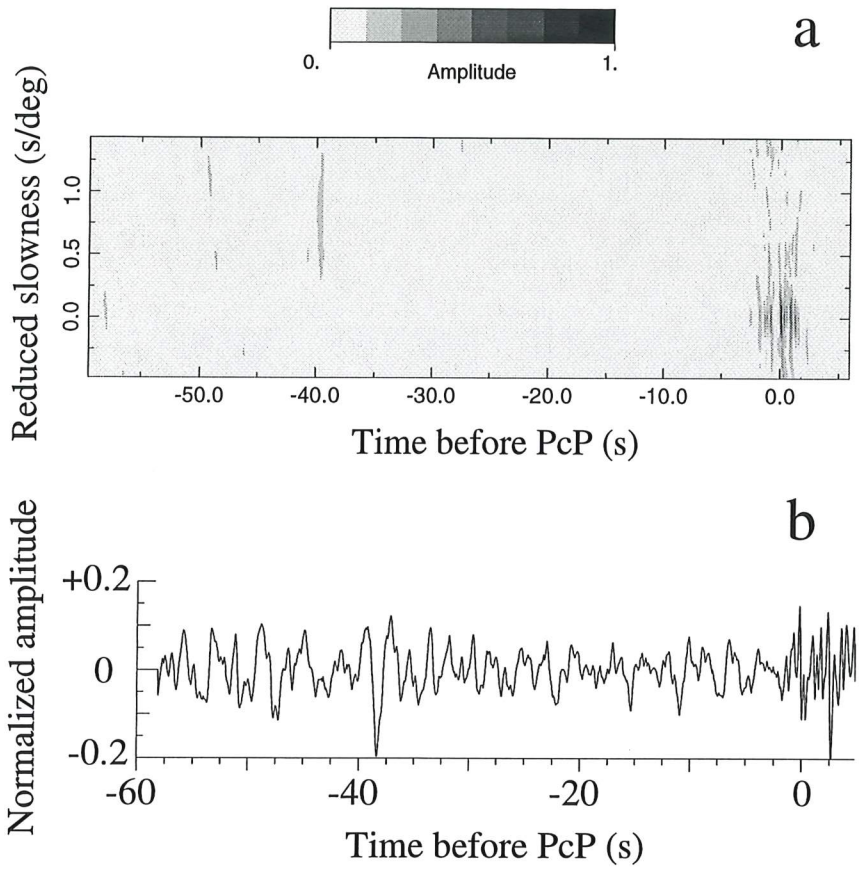 a
0. 1.
Amplitude
Reduced slowness (s/deg)
1.0
0.5
0.0
-50.0 -40.0 -30.0 -20.0 -10.0 0.0
Time before PcP (s)
b
Normalized amplitude
+0.2
0
-0.2
-60 -40 -20 0
Time before PcP (s)